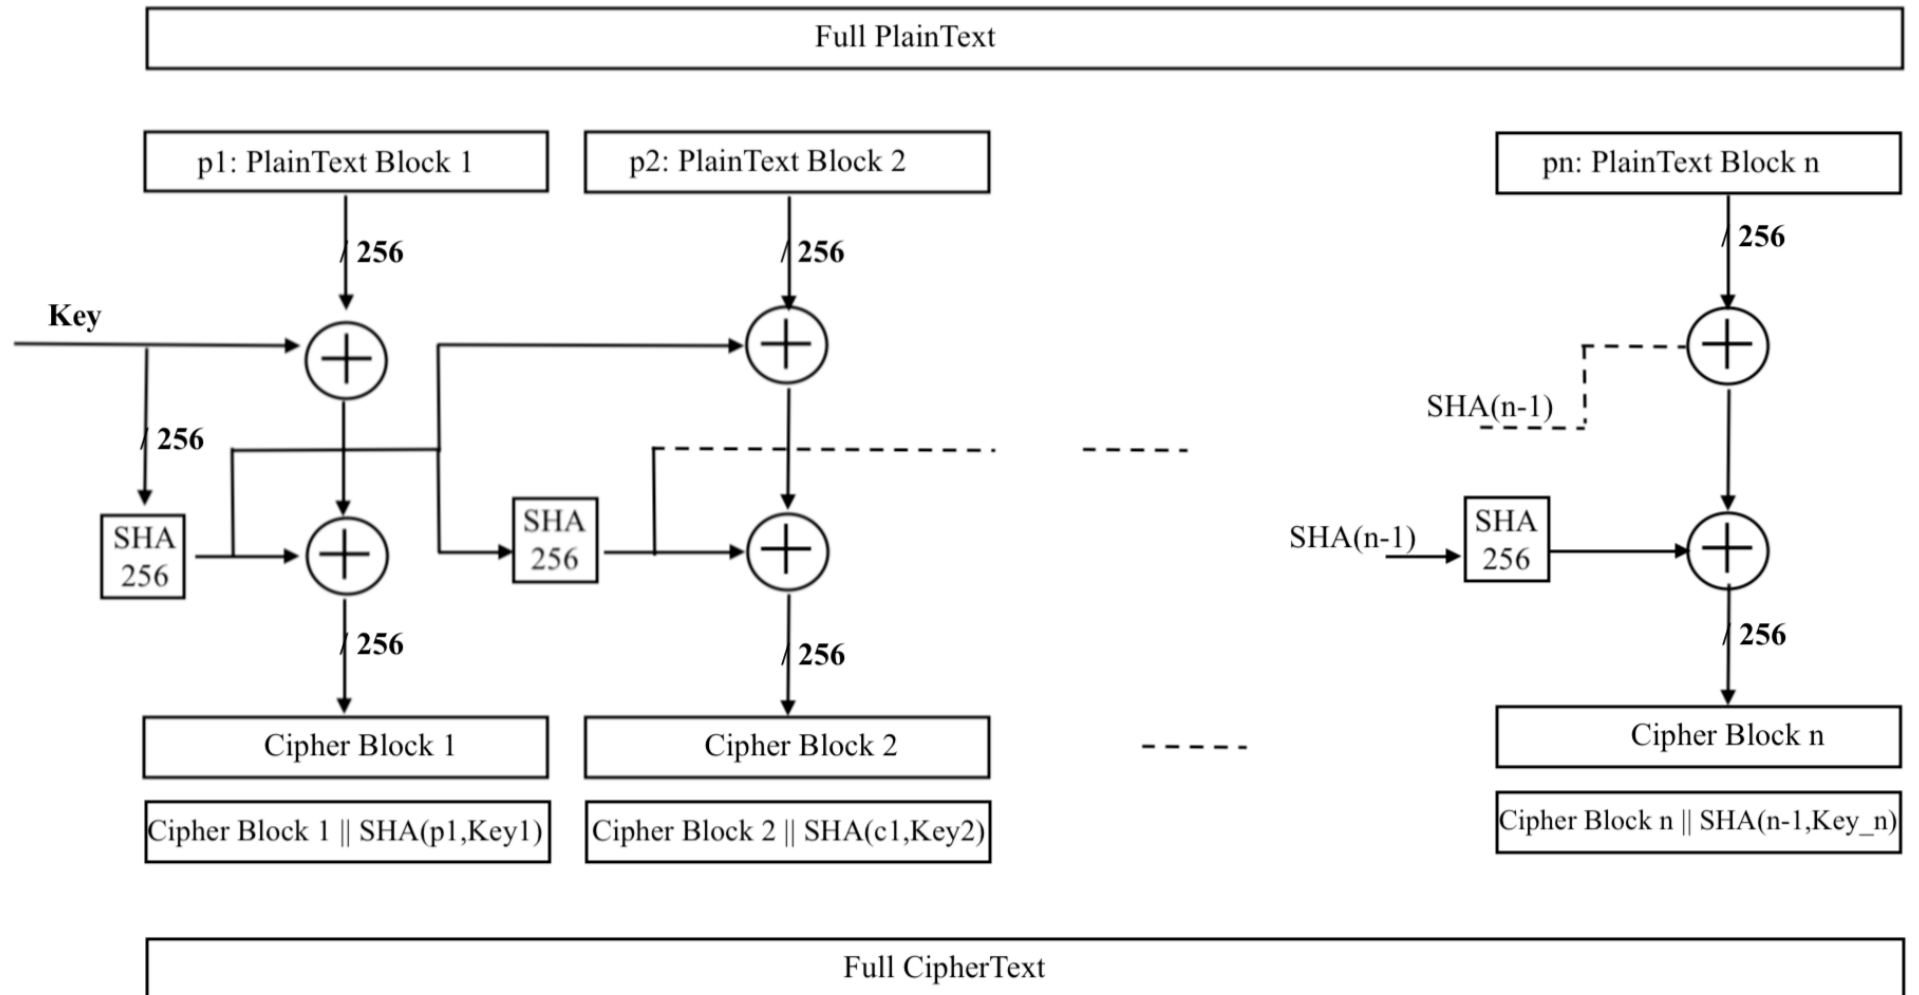 Full PlainText
p1: PlainText Block 1
p2: PlainText Block 2
pn: PlainText Block n
256
256
256
Key
SHA(n-1)
256
SHA
256
SHA
256
SHA(n-1)
SHA
256
256
256
256
Cipher Block 1
Cipher Block 2
Cipher Block n
Cipher Block 1 || SHA(p1,Key1)
Cipher Block 2 || SHA(c1,Key2)
Cipher Block n || SHA(n-1,Key_n)
Full CipherText